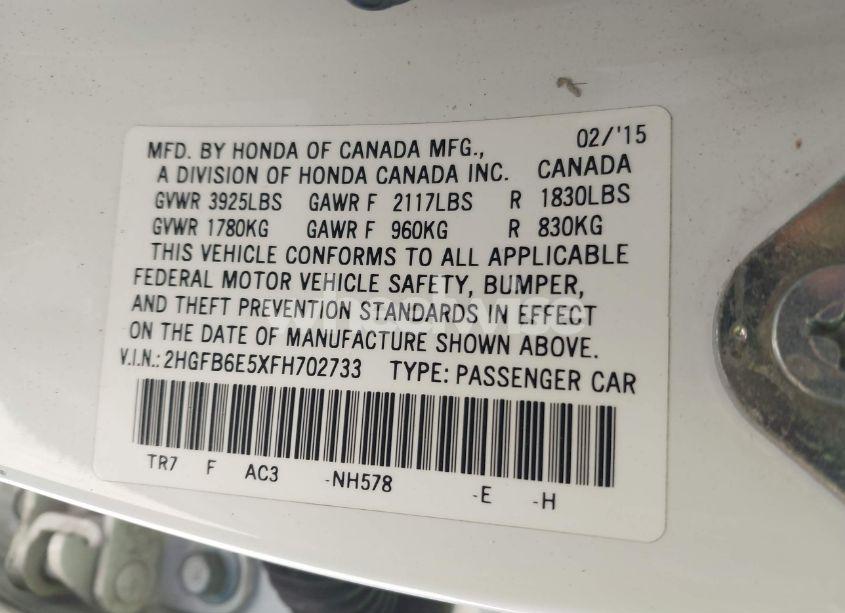 02/'15
MFD. BY HONDA OF CANADA MFG.,
A DIVISION OF HONDA CANADA INC. CANADA
GVWR 3925LBS GAWR F 2117LBS R 1830LBS
GVWR 1780KG GAWR F 960KG R 830KG
THIS VEHICLE CONFORMS TO ALL APPLICABLE
FEDERAL MOTOR VEHICLE SAFETY, BUMPER,
AND THEFT PREVENTION STANDARDS IN EFFECT
ON THE DATE OF MANUFACTURE SHOWN ABOVE.
V.I.N.: 2HGFB6E5XFH702733 TYPE: PASSENGER CAR
TR7 F AC3 -NH578 -E -H